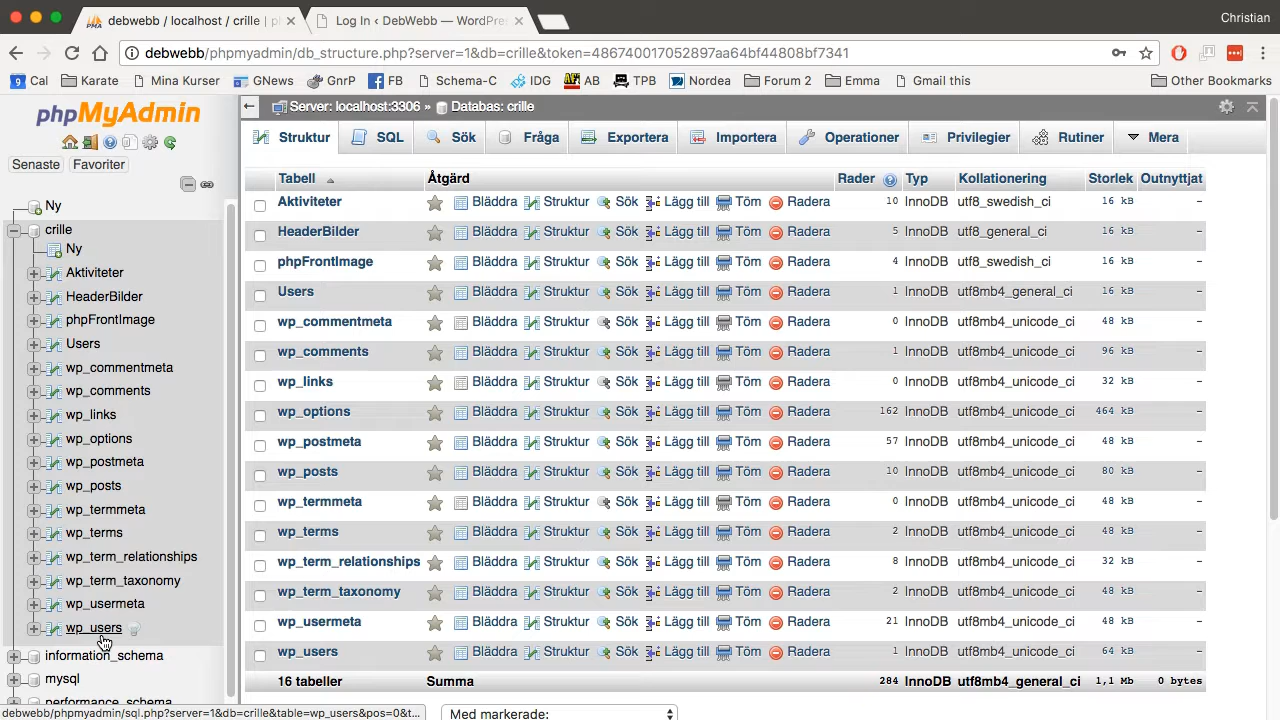 debwebb / localhost / crille | p
Log In ‹ DebWebb — WordPre
Christian
debwebb/phpmyadmin/db_structure.php?server=1&db=crille&token=486740017052897aa64bf44808bf7341
Cal Karate Mina Kurser GNews GnrP FB Schema-C IDG AB TPB Nordea Forum 2 Emma Gmail this Other Bookmarks
phpMyAdmin
Senaste Favoriter
Ny
crille
Ny
Aktiviteter
HeaderBilder
phpFrontImage
Users
wp_commentmeta
wp_comments
wp_links
wp_options
wp_postmeta
wp_posts
wp_termmeta
wp_terms
wp_term_relationships
wp_term_taxonomy
wp_usermeta
wp_users
information_schema
mysql
performance_schema
Server: localhost:3306 » Databas: crille
Struktur SQL Sök Fråga Exportera Importera Operationer Privilegier Rutiner Mera
Tabell Åtgärd Rader Typ Kollationering Storlek Outnyttjat
Aktiviteter Bläddra Struktur Sök Lägg till Töm Radera 10 InnoDB utf8_swedish_ci 16 kB -
HeaderBilder Bläddra Struktur Sök Lägg till Töm Radera 5 InnoDB utf8_general_ci 16 kB -
phpFrontImage Bläddra Struktur Sök Lägg till Töm Radera 4 InnoDB utf8_swedish_ci 16 kB -
Users Bläddra Struktur Sök Lägg till Töm Radera 1 InnoDB utf8mb4_general_ci 16 kB -
wp_commentmeta Bläddra Struktur Sök Lägg till Töm Radera 0 InnoDB utf8mb4_unicode_ci 48 kB -
wp_comments Bläddra Struktur Sök Lägg till Töm Radera 1 InnoDB utf8mb4_unicode_ci 96 kB -
wp_links Bläddra Struktur Sök Lägg till Töm Radera 0 InnoDB utf8mb4_unicode_ci 32 kB -
wp_options Bläddra Struktur Sök Lägg till Töm Radera 162 InnoDB utf8mb4_unicode_ci 464 kB -
wp_postmeta Bläddra Struktur Sök Lägg till Töm Radera 57 InnoDB utf8mb4_unicode_ci 48 kB -
wp_posts Bläddra Struktur Sök Lägg till Töm Radera 10 InnoDB utf8mb4_unicode_ci 80 kB -
wp_termmeta Bläddra Struktur Sök Lägg till Töm Radera 0 InnoDB utf8mb4_unicode_ci 48 kB -
wp_terms Bläddra Struktur Sök Lägg till Töm Radera 2 InnoDB utf8mb4_unicode_ci 48 kB -
wp_term_relationships Bläddra Struktur Sök Lägg till Töm Radera 8 InnoDB utf8mb4_unicode_ci 32 kB -
wp_term_taxonomy Bläddra Struktur Sök Lägg till Töm Radera 2 InnoDB utf8mb4_unicode_ci 48 kB -
wp_usermeta Bläddra Struktur Sök Lägg till Töm Radera 21 InnoDB utf8mb4_unicode_ci 48 kB -
wp_users Bläddra Struktur Sök Lägg till Töm Radera 1 InnoDB utf8mb4_unicode_ci 64 kB -
16 tabeller Summa 284 InnoDB utf8mb4_general_ci 1,1 Mb 0 bytes
debwebb/phpmyadmin/sql.php?server=1&db=crille&table=wp_users&pos=0&t...
Med markerade: